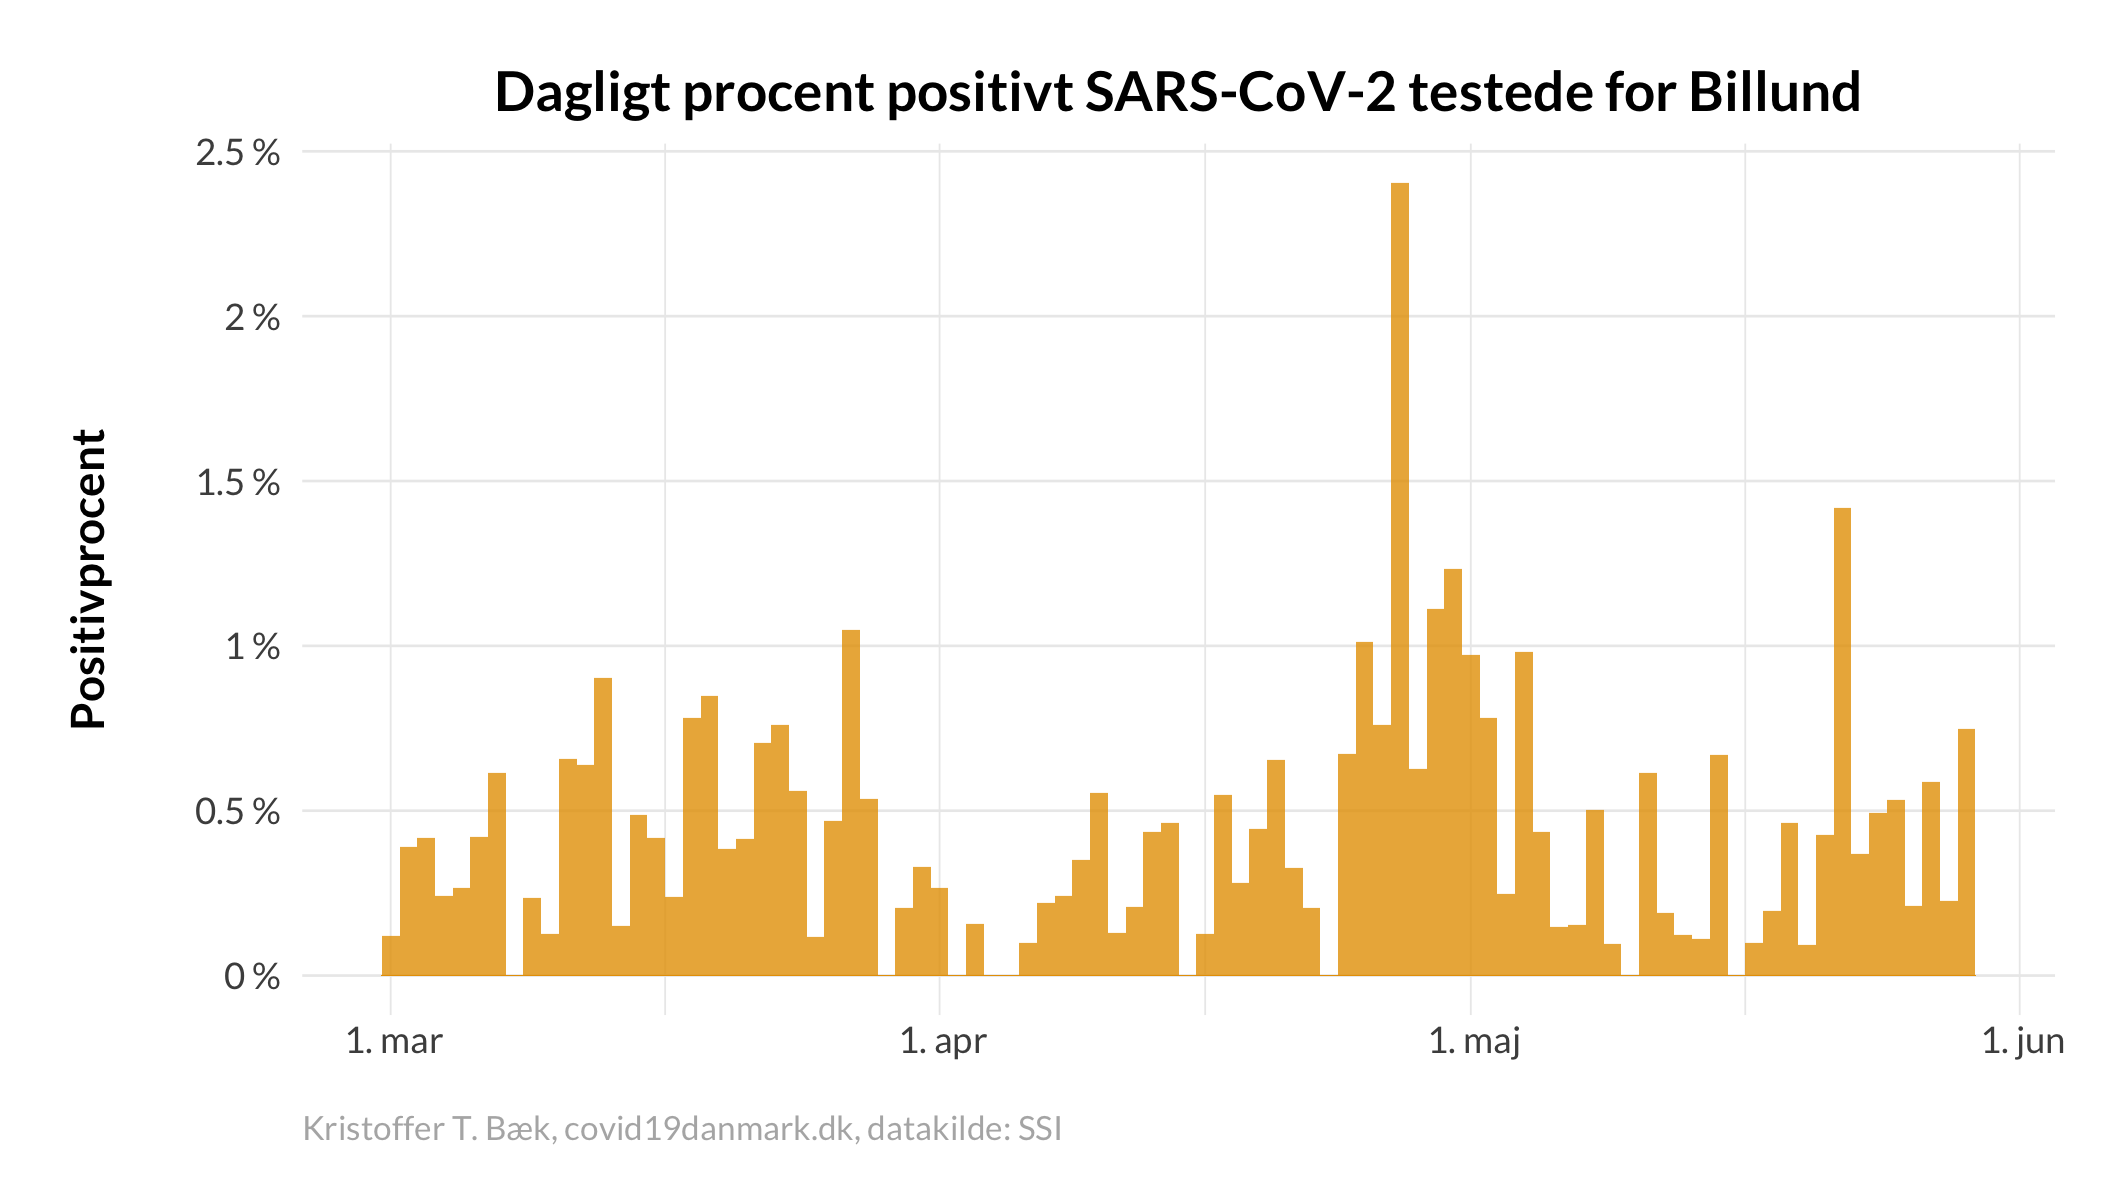 Dagligt procent positivt SARS-CoV-2 testede for Billund
Positivprocent
2.5 %
2 %
1.5 %
1 %
0.5 %
0 %
1. mar
1. apr
1. maj
1. jun
Kristoffer T. Bæk, covid19danmark.dk, datakilde: SSI